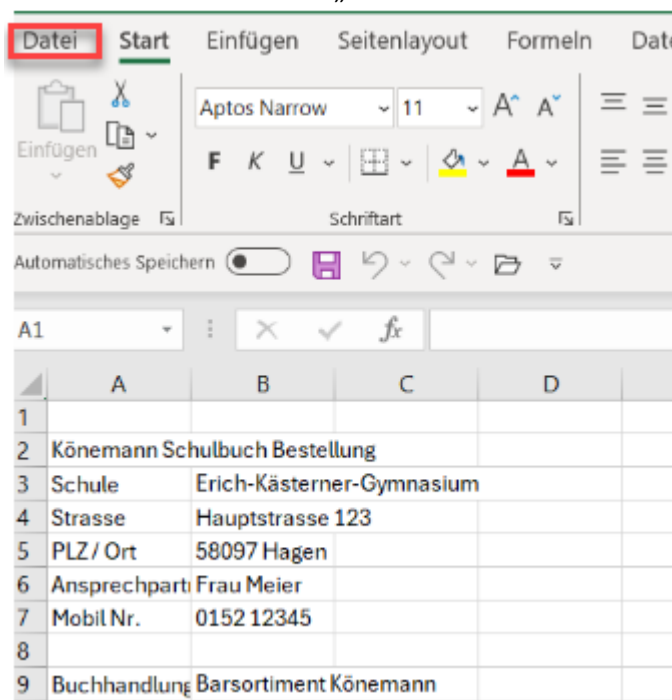 „
Datei Start Einfügen Seitenlayout Formeln Date
Aptos Narrow 11 A A
Einfügen F K U A
Zwischenablage Schriftart
Automatisches Speichern
A1 fx
A B C D
1
2 Könemann Schulbuch Bestellung
3 Schule Erich-Kästerner-Gymnasium
4 Strasse Hauptstrasse 123
5 PLZ / Ort 58097 Hagen
6 Ansprechpart Frau Meier
7 Mobil Nr. 0152 12345
8
9 Buchhandlung Barsortiment Könemann